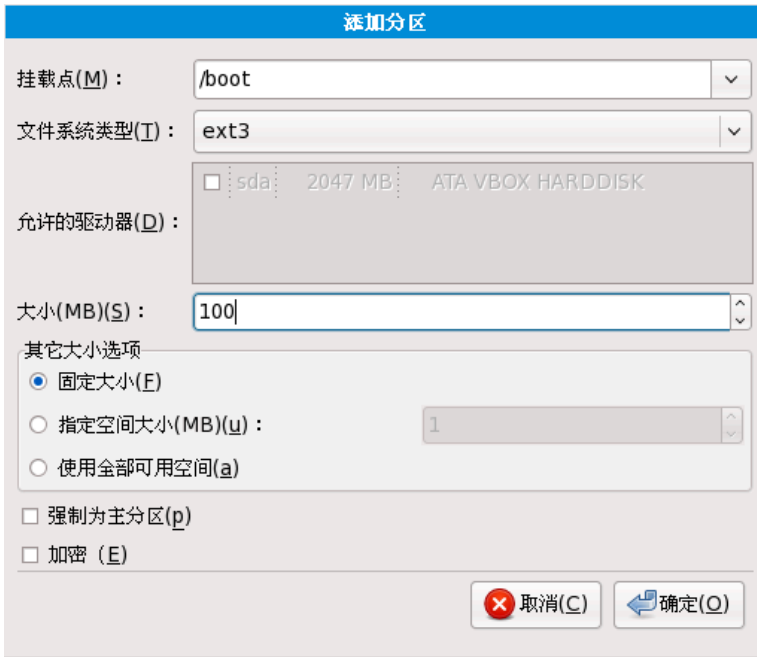 添加分区
挂载点(M)： /boot
文件系统类型(T)： ext3
sda 2047 MB ATA VBOX HARDDISK
允许的驱动器(D)：
大小(MB)(S)： 100
其它大小选项
固定大小(F)
指定空间大小(MB)(u)： 1
使用全部可用空间(a)
强制为主分区(p)
加密（E)
取消(C) 确定(O)